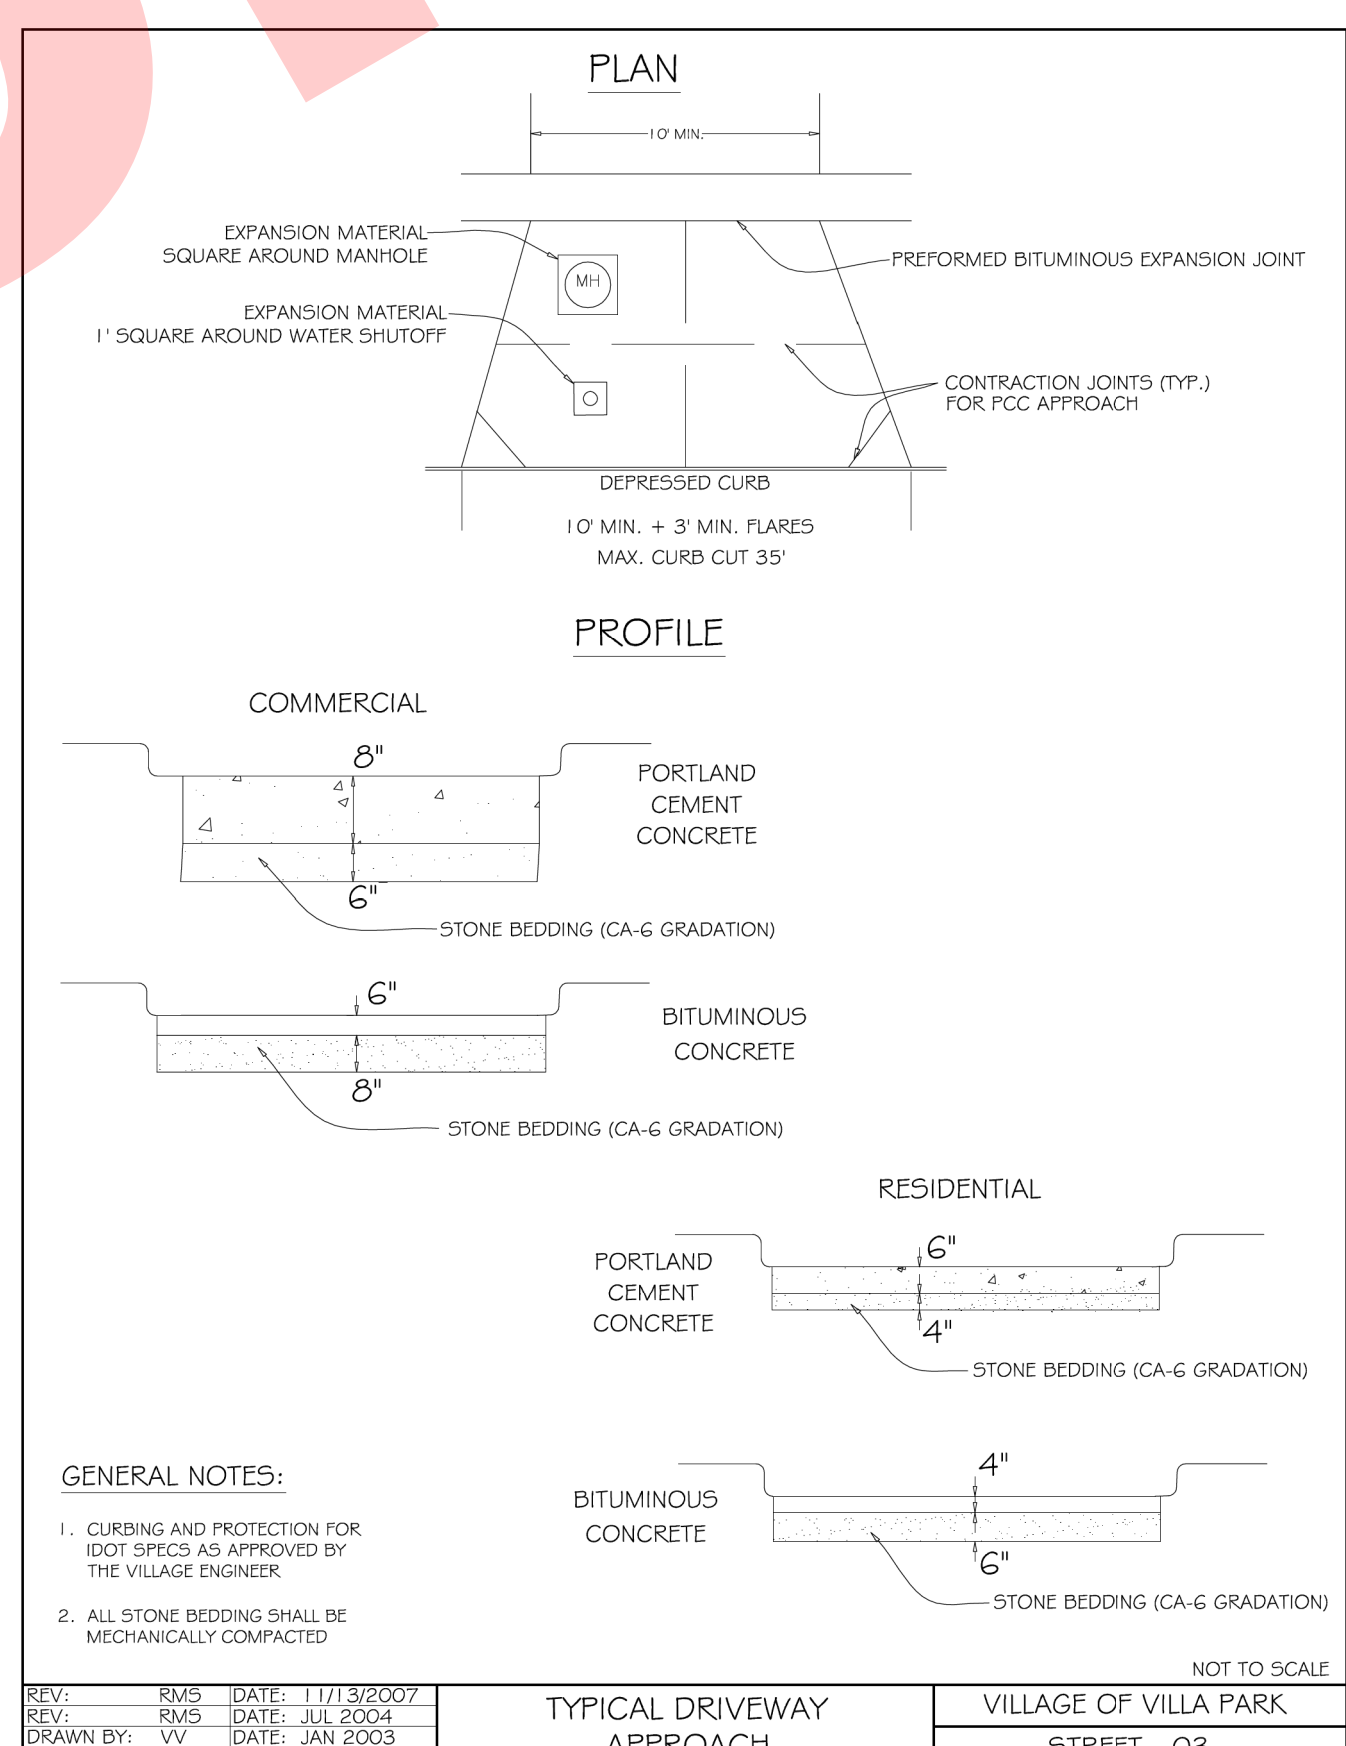 PLAN
10' MIN.
EXPANSION MATERIAL
SQUARE AROUND MANHOLE
MH
PREFORMED BITUMINOUS EXPANSION JOINT
EXPANSION MATERIAL
1' SQUARE AROUND WATER SHUTOFF
CONTRACTION JOINTS (TYP.)
FOR PCC APPROACH
DEPRESSED CURB
10' MIN. + 3' MIN. FLARES
MAX. CURB CUT 35'
PROFILE
COMMERCIAL
8"
PORTLAND
CEMENT
CONCRETE
6"
STONE BEDDING (CA-6 GRADATION)
6"
BITUMINOUS
CONCRETE
8"
STONE BEDDING (CA-6 GRADATION)
RESIDENTIAL
6"
PORTLAND
CEMENT
CONCRETE
4"
STONE BEDDING (CA-6 GRADATION)
4"
BITUMINOUS
CONCRETE
6"
STONE BEDDING (CA-6 GRADATION)
GENERAL NOTES:
1. CURBING AND PROTECTION FOR
IDOT SPECS AS APPROVED BY
THE VILLAGE ENGINEER
2. ALL STONE BEDDING SHALL BE
MECHANICALLY COMPACTED
NOT TO SCALE
REV: RMS DATE: 11/13/2007
REV: RMS DATE: JUL 2004
DRAWN BY: VV DATE: JAN 2003
TYPICAL DRIVEWAY
APPROACH
VILLAGE OF VILLA PARK
STREET 03